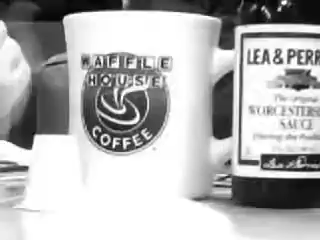 WAFFLE
HOUSE
COFFEE
LEA & PERR
The original
WORCESTERSH
SAUCE